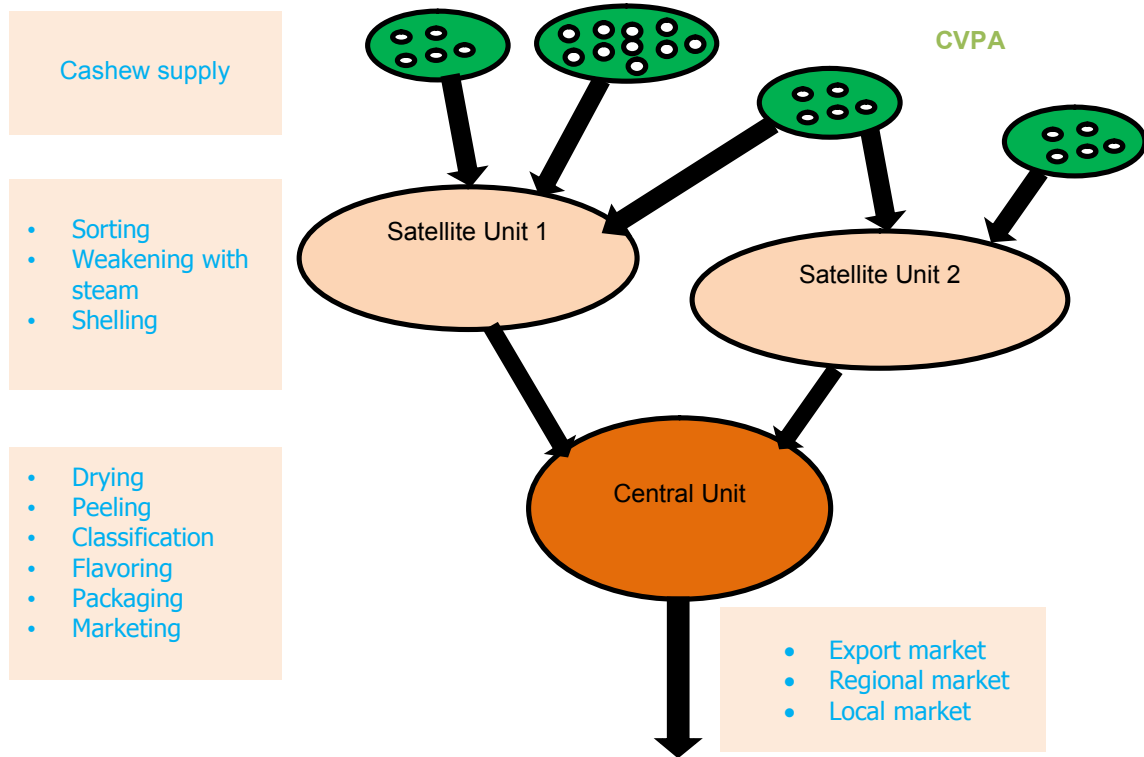 CVPA
Cashew supply
• Sorting
• Weakening with
steam
• Shelling
Satellite Unit 1
Satellite Unit 2
• Drying
• Peeling
• Classification
• Flavoring
• Packaging
• Marketing
Central Unit
• Export market
• Regional market
• Local market